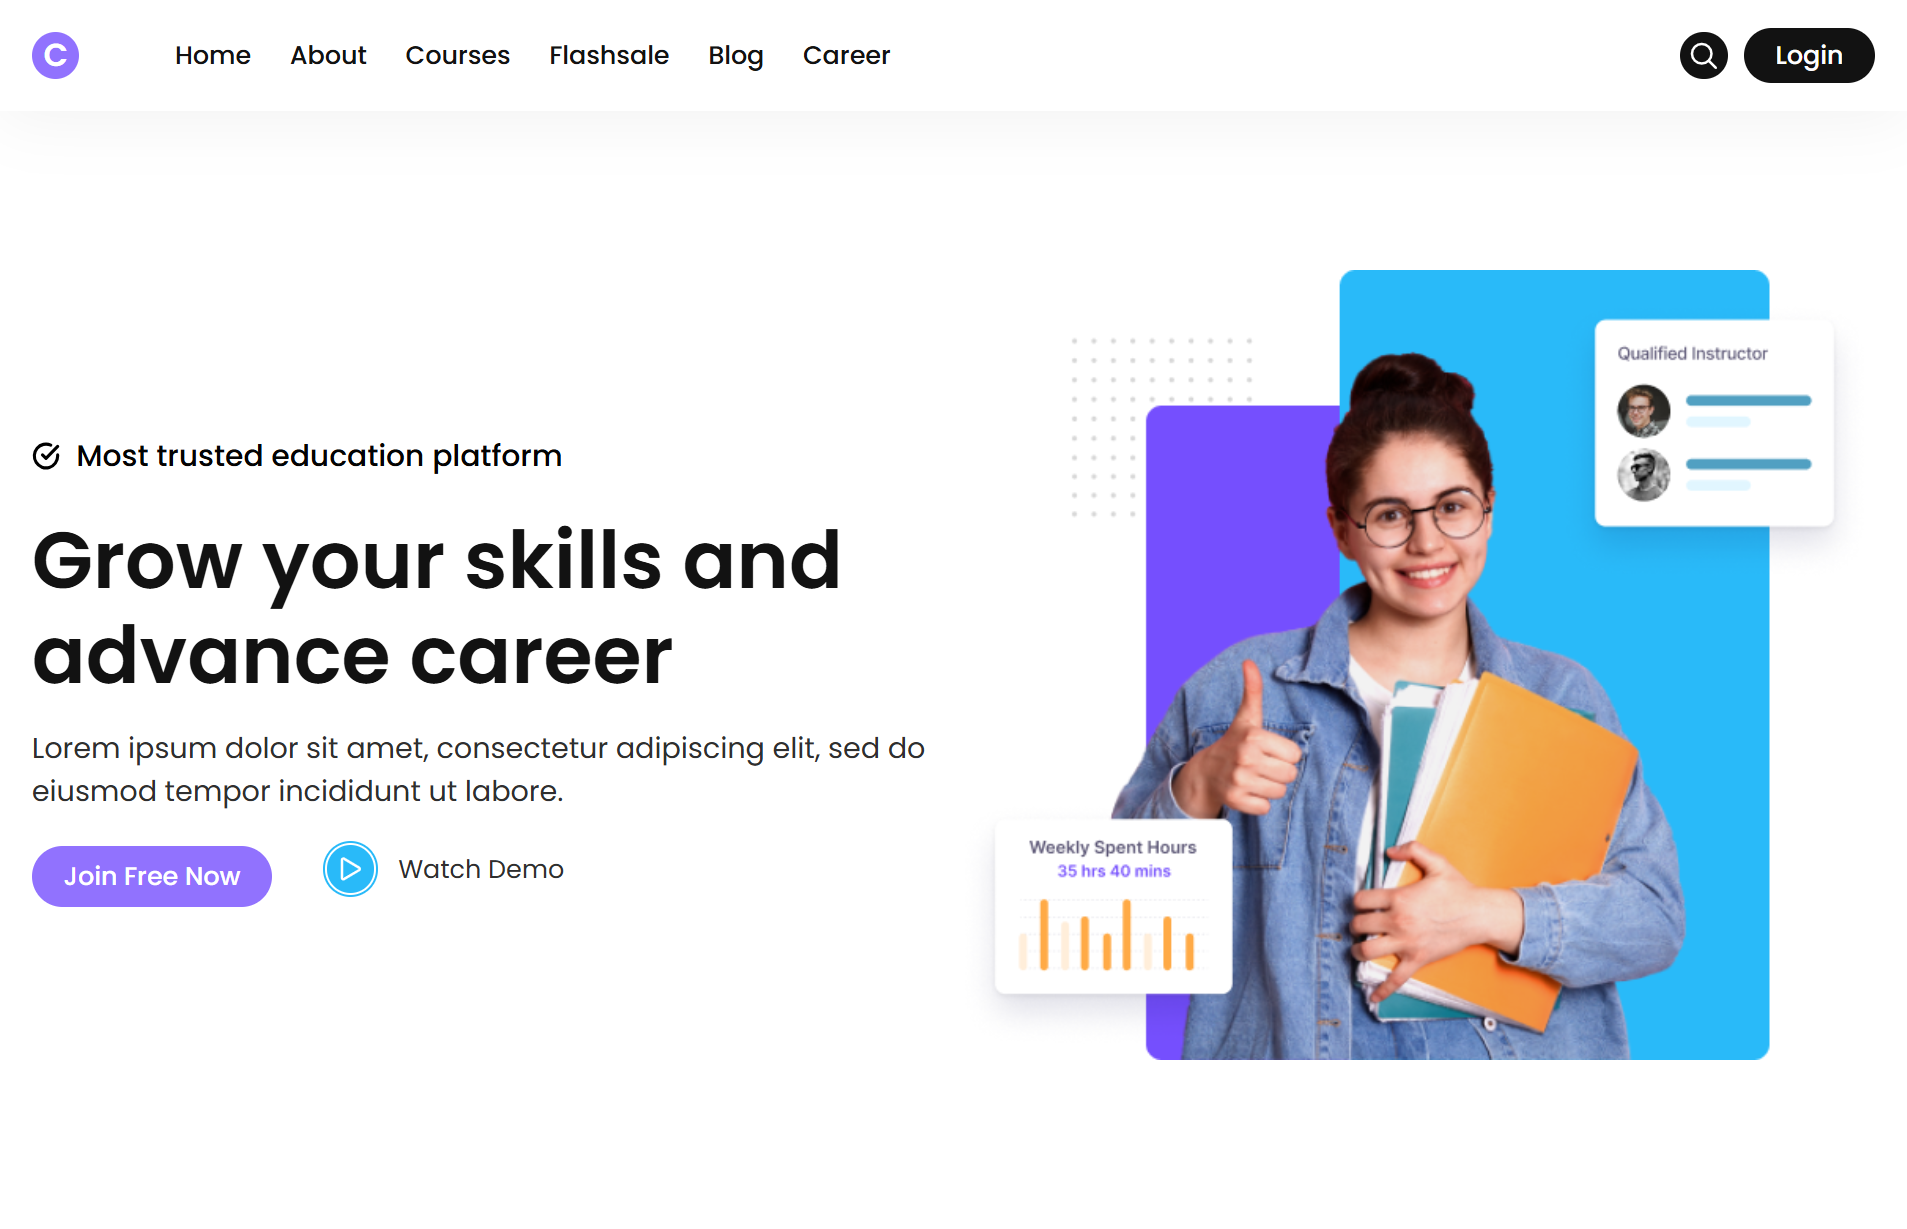 C
Home About Courses Flashsale Blog Career
Login
Most trusted education platform
Grow your skills and
advance career
Lorem ipsum dolor sit amet, consectetur adipiscing elit, sed do
eiusmod tempor incididunt ut labore.
Join Free Now
Watch Demo
Qualified Instructor
Weekly Spent Hours
35 hrs 40 mins